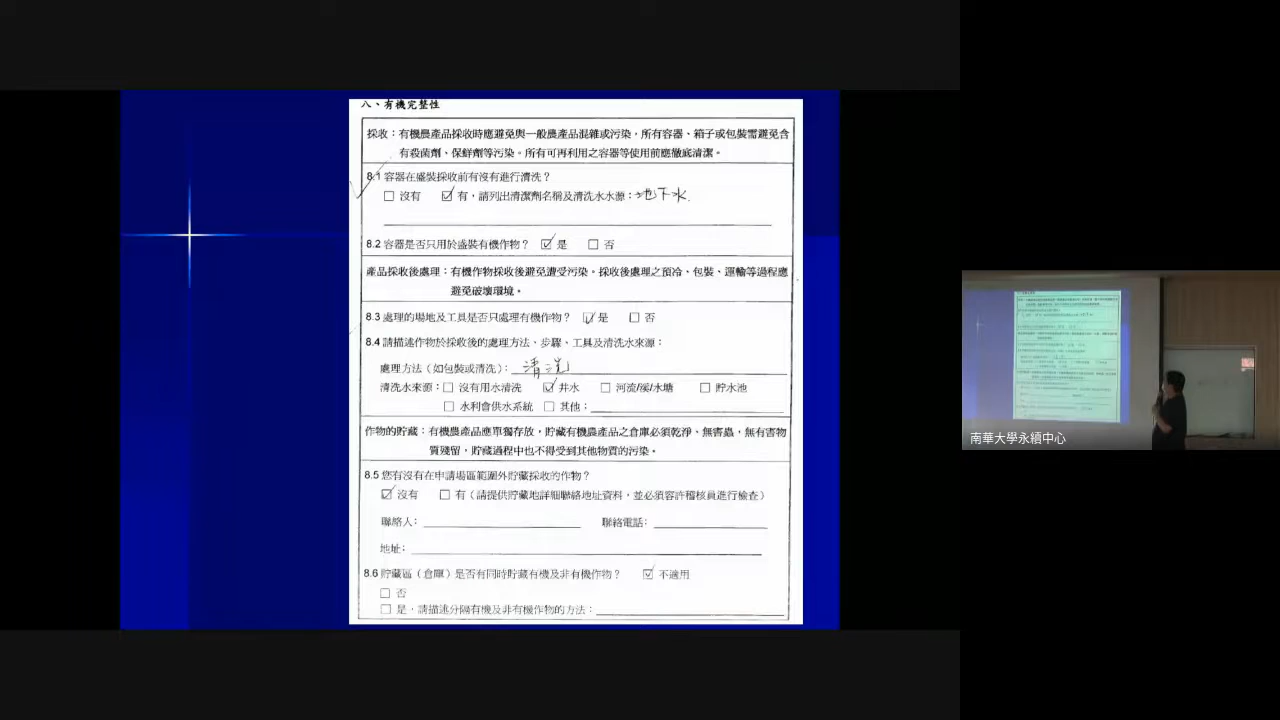 八、有機完整性
採收：有機農產品採收時應避免與一般農產品混雜或污染，所有容器、箱子或包裝需避免含
有殺菌劑、保鮮劑等污染。所有可再利用之容器等使用前應徹底清潔。
8.1 容器在盛裝採收前有沒有進行清洗？
□ 沒有 ☑ 有，請列出清潔劑名稱及清洗水水源：地下水.
8.2 容器是否只用於盛裝有機作物？ ☑ 是 □ 否
產品採收後處理：有機作物採收後避免遭受污染。採收後處理之預冷、包裝、運輸等過程應
避免破壞環境。
8.3 處理的場地及工具是否只處理有機作物？ ☑ 是 □ 否
8.4 請描述作物於採收後的處理方法、步驟、工具及清洗水來源：
處理方法（如包裝或清洗）：清洗
清洗水來源：□ 沒有用水清洗 ☑ 井水 □ 河流/溪/水塘 □ 貯水池
□ 水利會供水系統 □ 其他：
作物的貯藏：有機農產品應單獨存放，貯藏有機農產品之倉庫必須乾淨、無害蟲，無有害物
質殘留，貯藏過程中也不得受到其他物質的污染。
8.5 您有沒有在申請場區範圍外貯藏採收的作物？
☑ 沒有 □ 有（請提供貯藏地詳細聯絡地址資料，並必須容許稽核員進行檢查）
聯絡人： 聯絡電話：
地址：
8.6 貯藏區（倉庫）是否有同時貯藏有機及非有機作物？ ☑ 不適用
□ 否
□ 是，請描述分隔有機及非有機作物的方法：
南華大學永續中心